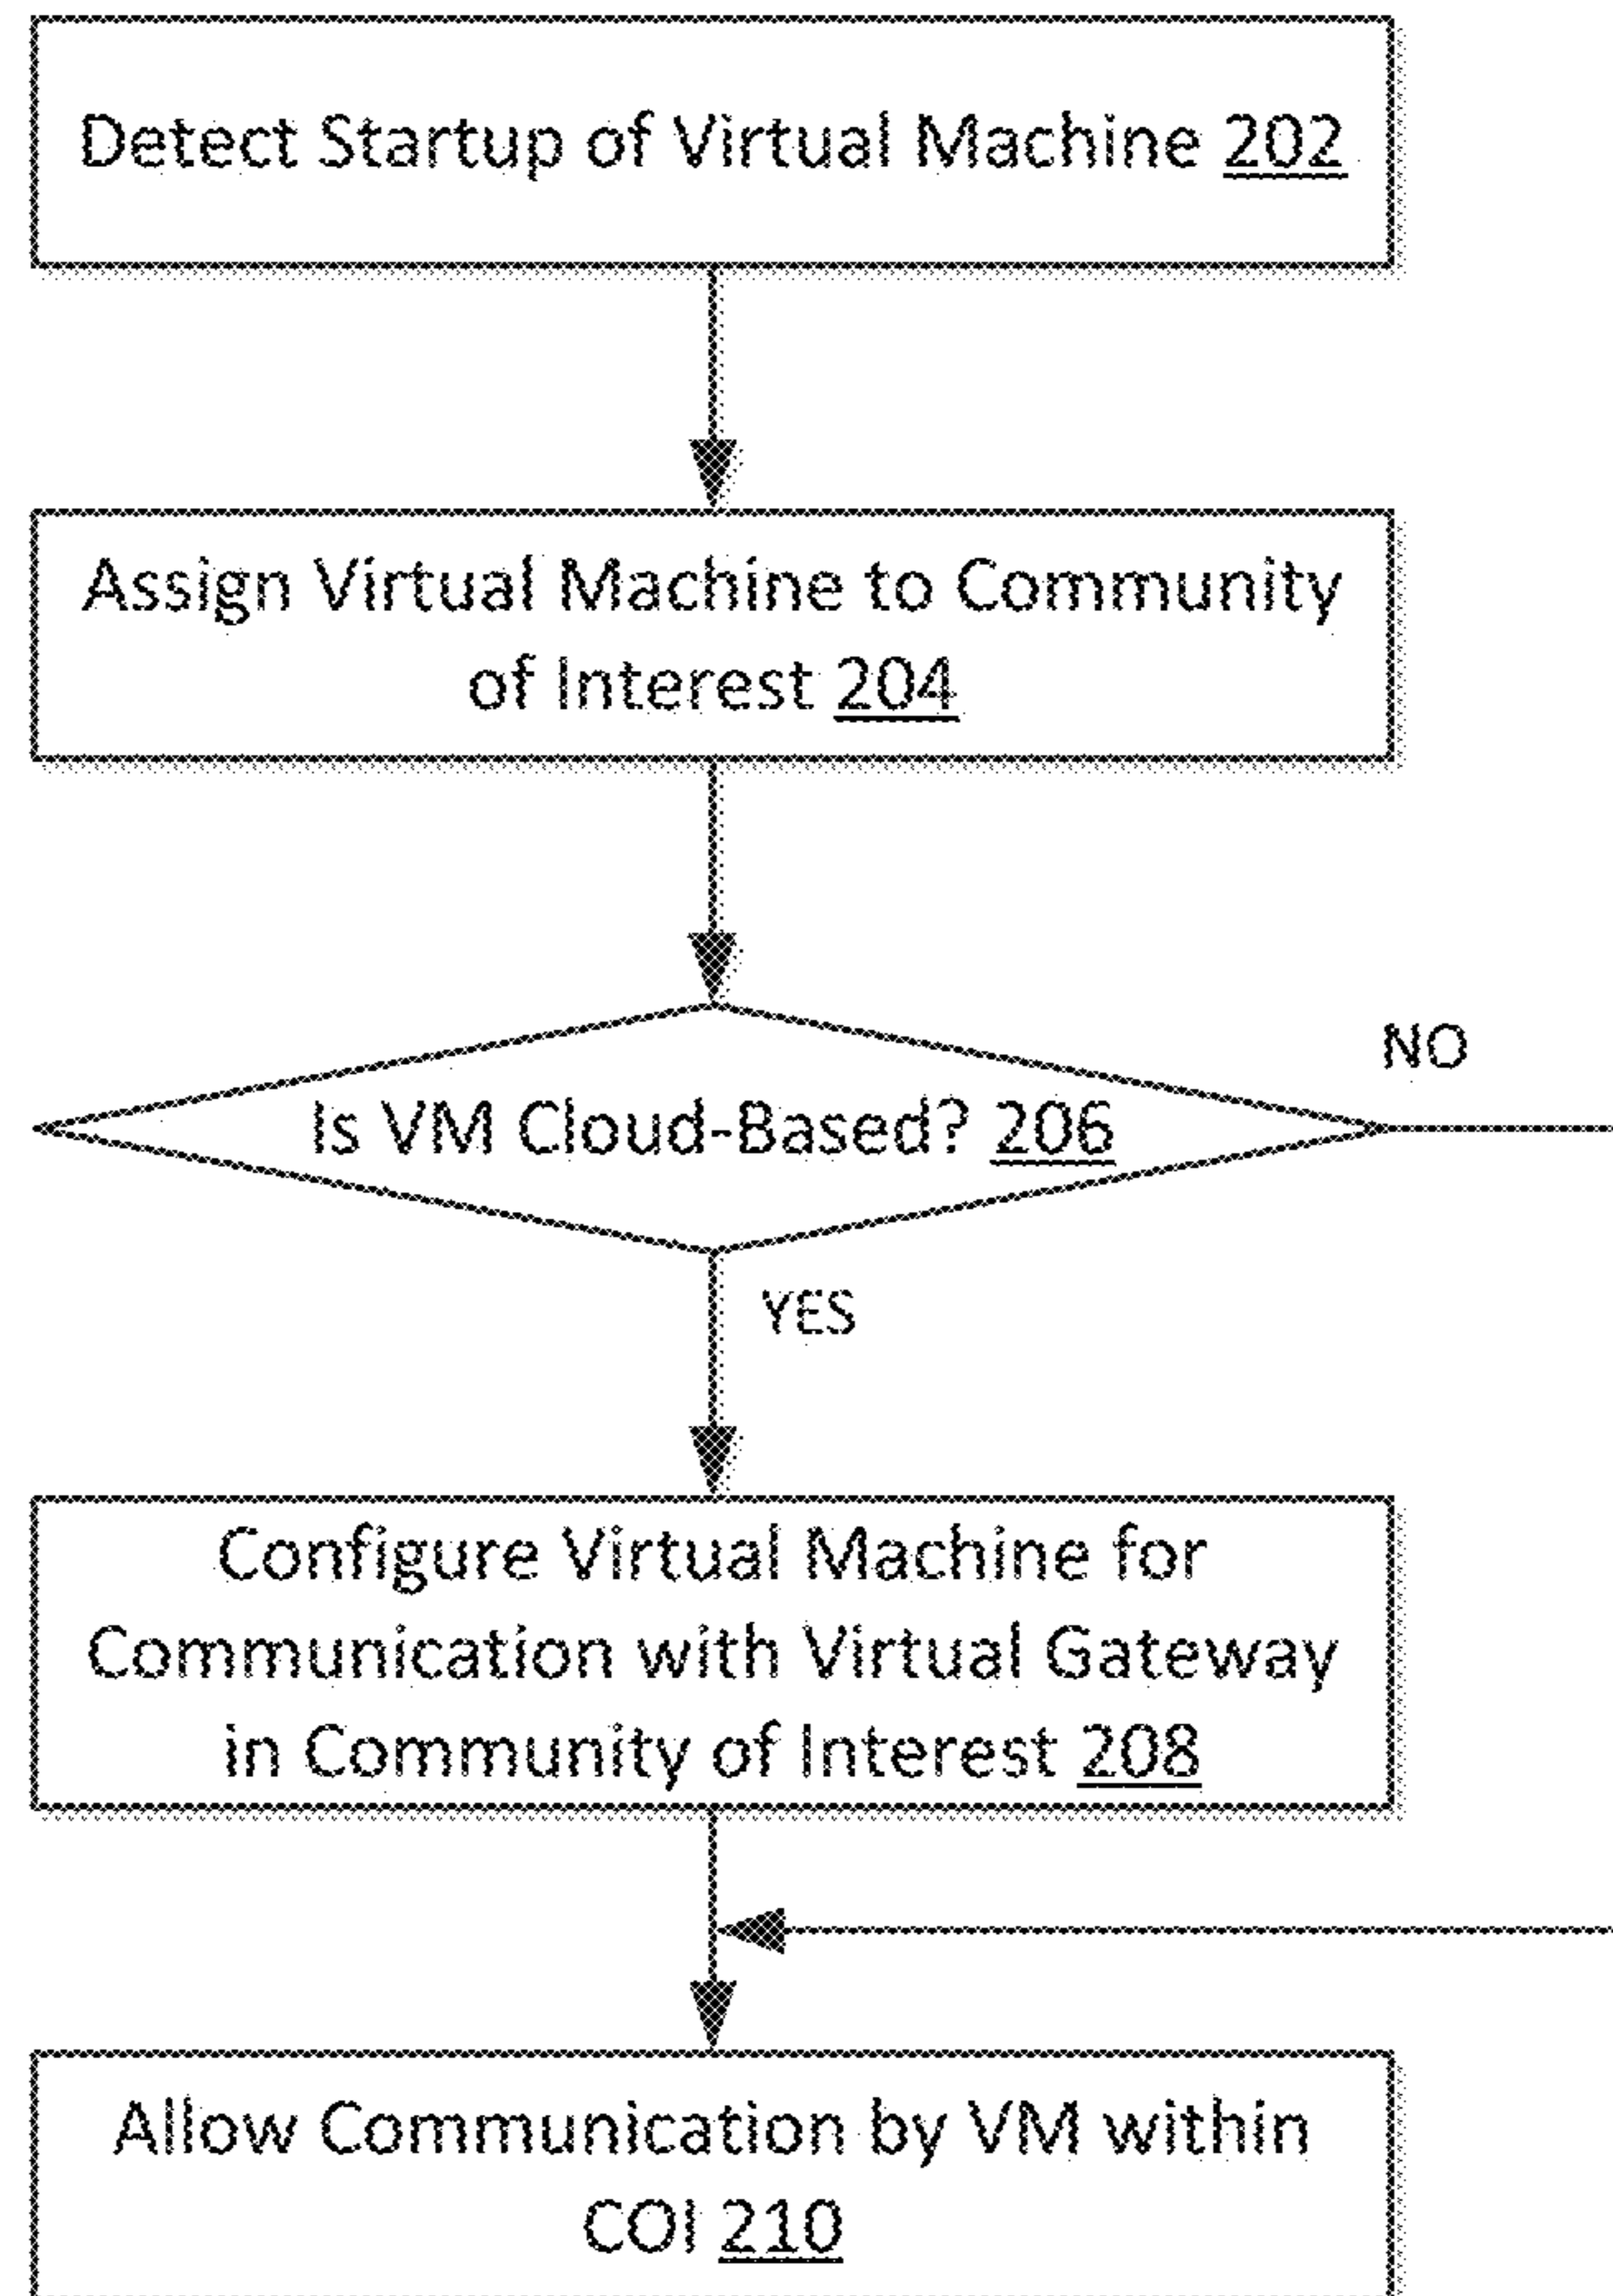 Detect Startup of Virtual Machine 202
Assign Virtual Machine to Community
of Interest 204
NO
Is VM Cloud-Based? 206
YES
Configure Virtual Machine for
Communication with Virtual Gateway
in Community of Interest 208
Allow Communication by VM within
COI 210